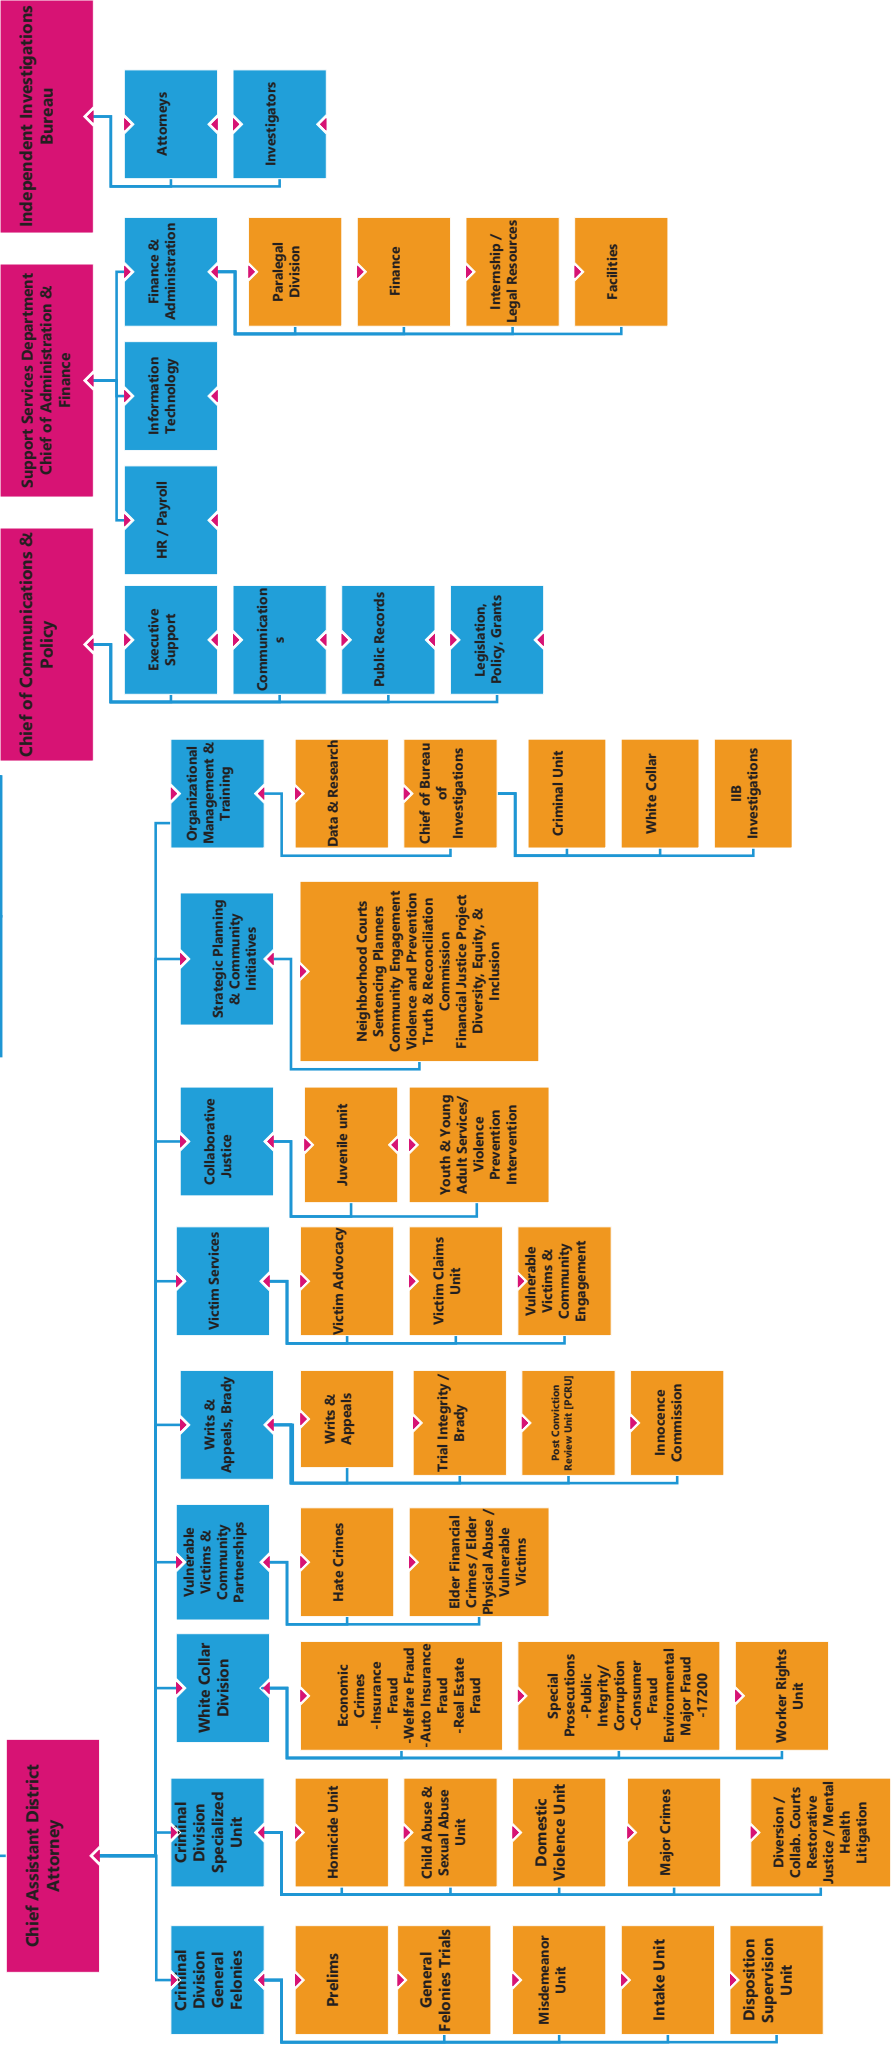 Chief Assistant District
Attorney
Chief of Communications &
Policy
Support Services Department
Chief of Administration &
Finance
Independent Investigations
Bureau
Criminal
Division
General
Felonies
Prelims
General
Felonies Trials
Misdemeanor
Unit
Intake Unit
Disposition
Supervision
Unit
Criminal
Division
Specialized
Unit
Homicide Unit
Child Abuse &
Sexual Abuse
Unit
Domestic
Violence Unit
Major Crimes
Diversion /
Collab. Courts
Restorative
Justice / Mental
Health
Litigation
White Collar
Division
Economic
Crimes
-Insurance
Fraud
-Welfare Fraud
-Auto Insurance
Fraud
-Real Estate
Fraud
Special
Prosecutions
-Public
Integrity/
Corruption
-Consumer
Fraud
Environmental
Major Fraud
-17200
Worker Rights
Unit
Vulnerable
Victims &
Community
Partnerships
Hate Crimes
Elder Financial
Crimes / Elder
Physical Abuse /
Vulnerable
Victims
Writs &
Appeals, Brady
Writs &
Appeals
Trial Integrity /
Brady
Post Conviction
Review Unit [PCRU]
Innocence
Commission
Victim Services
Victim Advocacy
Victim Claims
Unit
Vulnerable
Victims &
Community
Engagement
Collaborative
Justice
Juvenile unit
Youth & Young
Adult Services/
Violence
Prevention
Intervention
Strategic Planning
& Community
Initiatives
Neighborhood Courts
Sentencing Planners
Community Engagement
Violence and Prevention
Truth & Reconciliation
Commission
Financial Justice Project
Diversity, Equity, &
Inclusion
Organizational
Management &
Training
Data & Research
Chief of Bureau
of
Investigations
Criminal Unit
White Collar
IIB
Investigations
Executive
Support
Communication
s
Public Records
Legislation,
Policy, Grants
HR / Payroll
Information
Technology
Finance &
Administration
Paralegal
Division
Finance
Internship /
Legal Resources
Facilities
Attorneys
Investigators